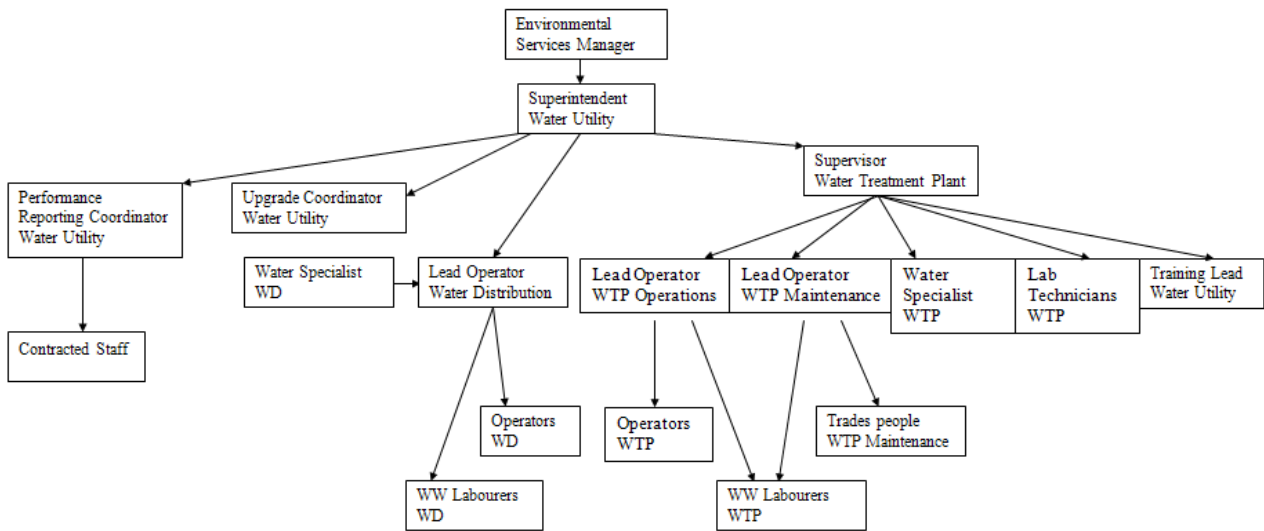 Environmental
Services Manager
Superintendent
Water Utility
Supervisor
Water Treatment Plant
Performance
Reporting Coordinator
Water Utility
Upgrade Coordinator
Water Utility
Water Specialist
WD
Lead Operator
Water Distribution
Lead Operator
WTP Operations
Lead Operator
WTP Maintenance
Water
Specialist
WTP
Lab
Technicians
WTP
Training Lead
Water Utility
Contracted Staff
Operators
WD
Operators
WTP
Trades people
WTP Maintenance
WW Labourers
WD
WW Labourers
WTP